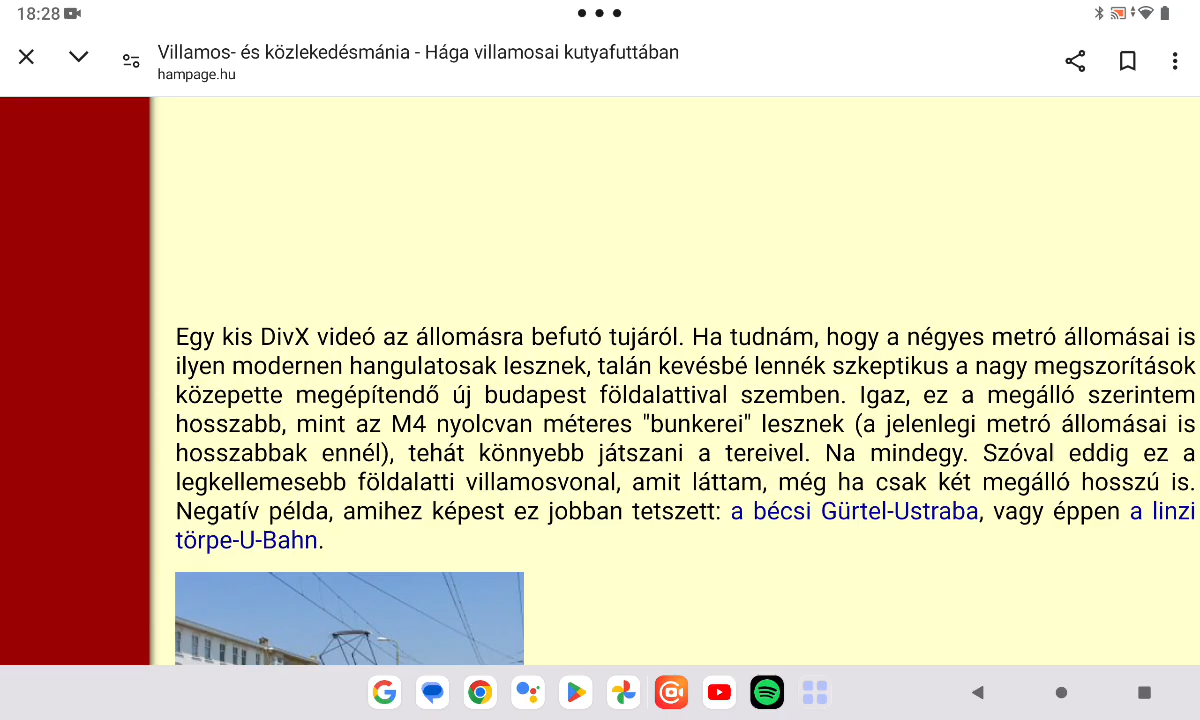 18:28
Villamos- és közlekedésmánia - Hága villamosai kutyafuttában
hampage.hu
Egy kis DivX videó az állomásra befutó tujáról. Ha tudnám, hogy a négyes metró állomásai is
ilyen modernen hangulatosak lesznek, talán kevésbé lennék szkeptikus a nagy megszorítások
közepette megépítendő új budapest földalattival szemben. Igaz, ez a megálló szerintem
hosszabb, mint az M4 nyolcvan méteres "bunkerei" lesznek (a jelenlegi metró állomásai is
hosszabbak ennél), tehát könnyebb játszani a tereivel. Na mindegy. Szóval eddig ez a
legkellemesebb földalatti villamosvonal, amit láttam, még ha csak két megálló hosszú is.
Negatív példa, amihez képest ez jobban tetszett: a bécsi Gürtel-Ustraba, vagy éppen a linzi
törpe-U-Bahn.